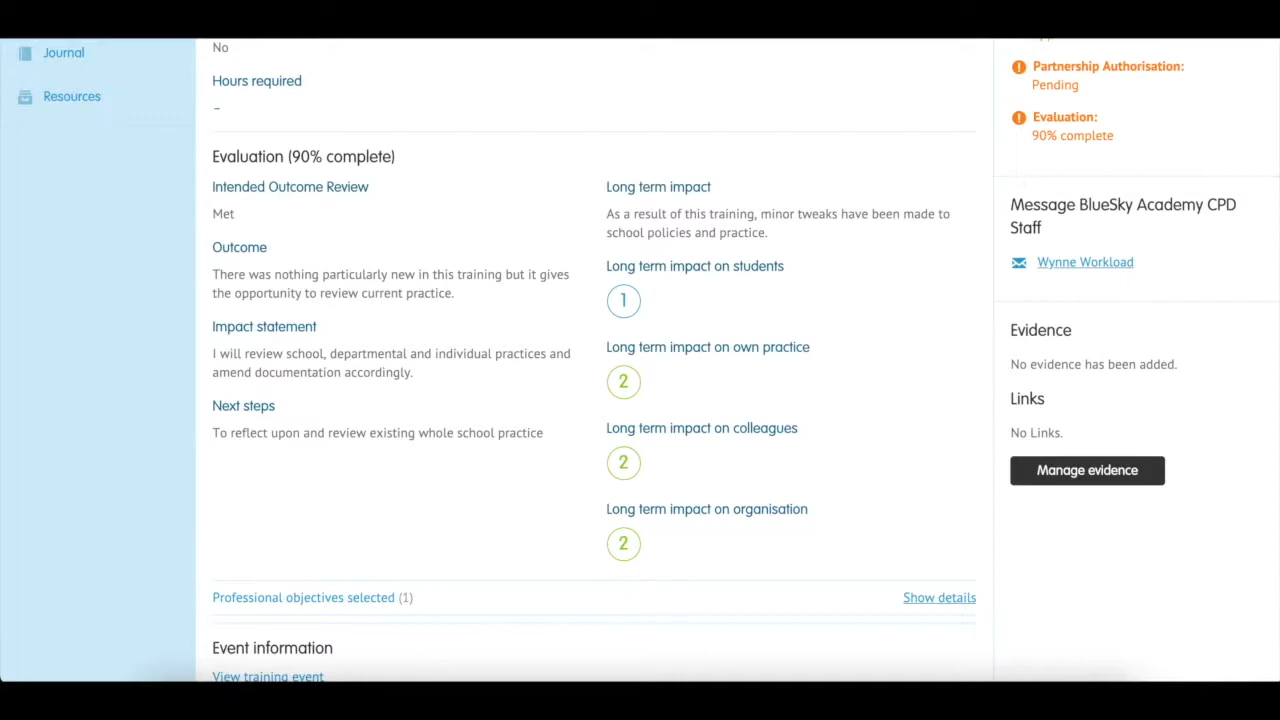 Journal
Resources
No
Hours required
–
Evaluation (90% complete)
Intended Outcome Review
Met
Outcome
There was nothing particularly new in this training but it gives
the opportunity to review current practice.
Impact statement
I will review school, departmental and individual practices and
amend documentation accordingly.
Next steps
To reflect upon and review existing whole school practice
Long term impact
As a result of this training, minor tweaks have been made to
school policies and practice.
Long term impact on students
1
Long term impact on own practice
2
Long term impact on colleagues
2
Long term impact on organisation
2
Professional objectives selected (1)
Show details
Event information
View training event
Partnership Authorisation:
Pending
Evaluation:
90% complete
Message BlueSky Academy CPD
Staff
Wynne Workload
Evidence
No evidence has been added.
Links
No Links.
Manage evidence